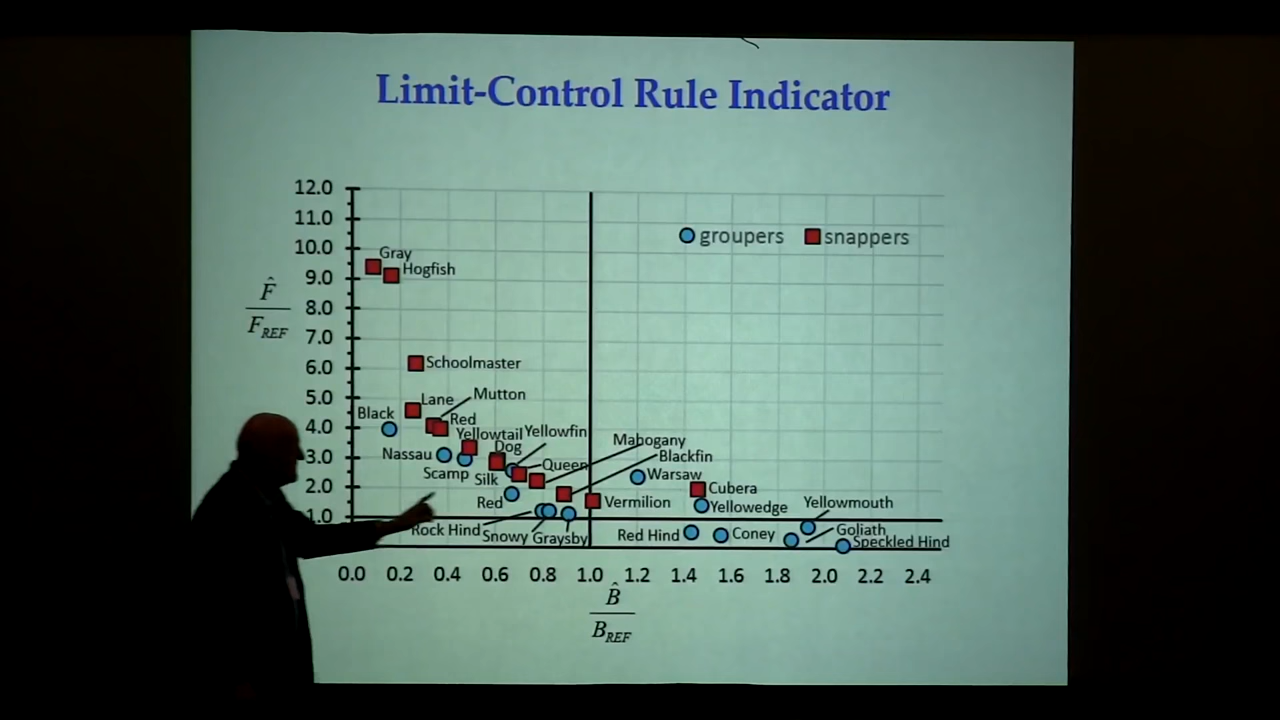 Limit-Control Rule Indicator
12.0
11.0
10.0
9.0
8.0
7.0
6.0
5.0
4.0
3.0
2.0
1.0
F̂
F_REF
groupers snappers
Gray
Hogfish
Schoolmaster
Mutton
Lane
Black
Red
Yellowtail Yellowfin
Dog
Mahogany
Nassau
Blackfin
Queen
Scamp
Silk
Warsaw
Cubera
Red
Vermilion
Yellowedge
Yellowmouth
Rock Hind
Snowy Graysby
Red Hind
Coney
Goliath
Speckled Hind
0.0 0.2 0.4 0.6 0.8 1.0 1.2 1.4 1.6 1.8 2.0 2.2 2.4
B̂
B_REF